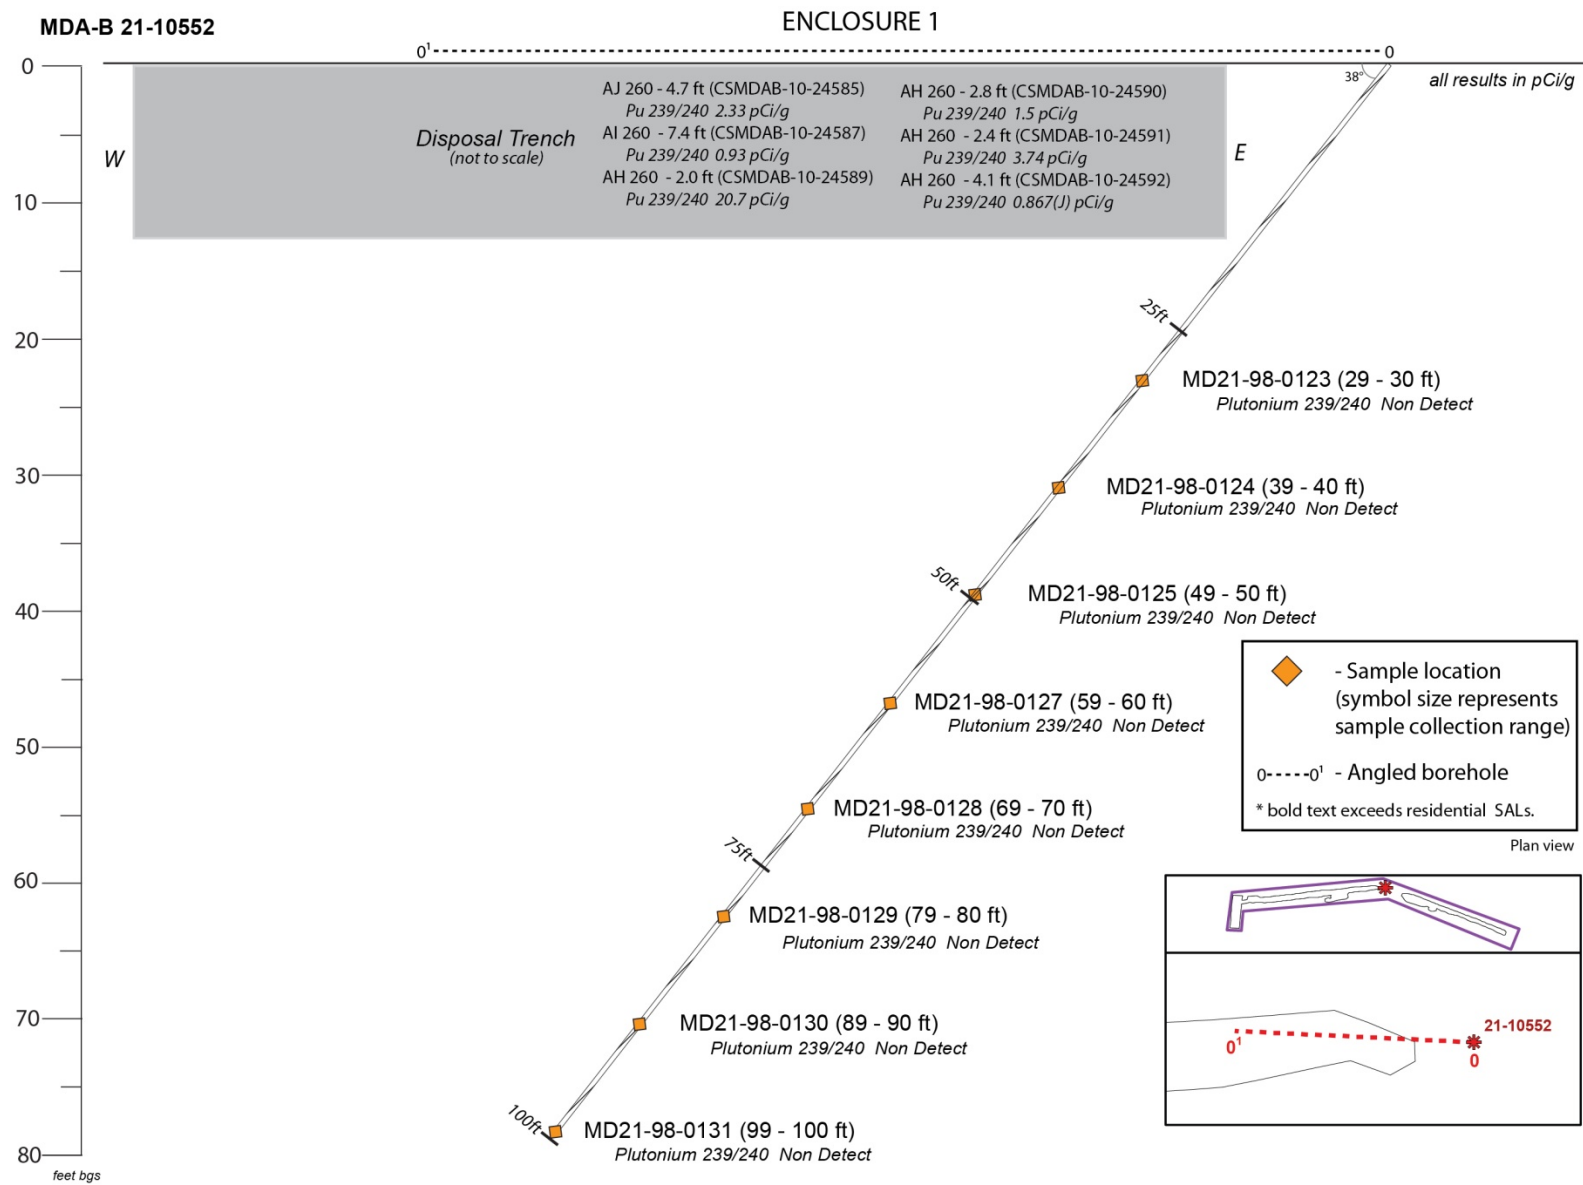 MDA-B 21-10552
ENCLOSURE 1
0¹
0
38°
all results in pCi/g
0
10
20
30
40
50
60
70
80
feet bgs
W
Disposal Trench
(not to scale)
AJ 260 - 4.7 ft (CSMDAB-10-24585)
Pu 239/240 2.33 pCi/g
AI 260 - 7.4 ft (CSMDAB-10-24587)
Pu 239/240 0.93 pCi/g
AH 260 - 2.0 ft (CSMDAB-10-24589)
Pu 239/240 20.7 pCi/g
AH 260 - 2.8 ft (CSMDAB-10-24590)
Pu 239/240 1.5 pCi/g
AH 260 - 2.4 ft (CSMDAB-10-24591)
Pu 239/240 3.74 pCi/g
AH 260 - 4.1 ft (CSMDAB-10-24592)
Pu 239/240 0.867(J) pCi/g
E
25ft
MD21-98-0123 (29 - 30 ft)
Plutonium 239/240 Non Detect
MD21-98-0124 (39 - 40 ft)
Plutonium 239/240 Non Detect
50ft
MD21-98-0125 (49 - 50 ft)
Plutonium 239/240 Non Detect
MD21-98-0127 (59 - 60 ft)
Plutonium 239/240 Non Detect
MD21-98-0128 (69 - 70 ft)
Plutonium 239/240 Non Detect
75ft
MD21-98-0129 (79 - 80 ft)
Plutonium 239/240 Non Detect
MD21-98-0130 (89 - 90 ft)
Plutonium 239/240 Non Detect
100ft
MD21-98-0131 (99 - 100 ft)
Plutonium 239/240 Non Detect
- Sample location
(symbol size represents
sample collection range)
0-----0¹ - Angled borehole
* bold text exceeds residential SALs.
Plan view
21-10552
0¹
0